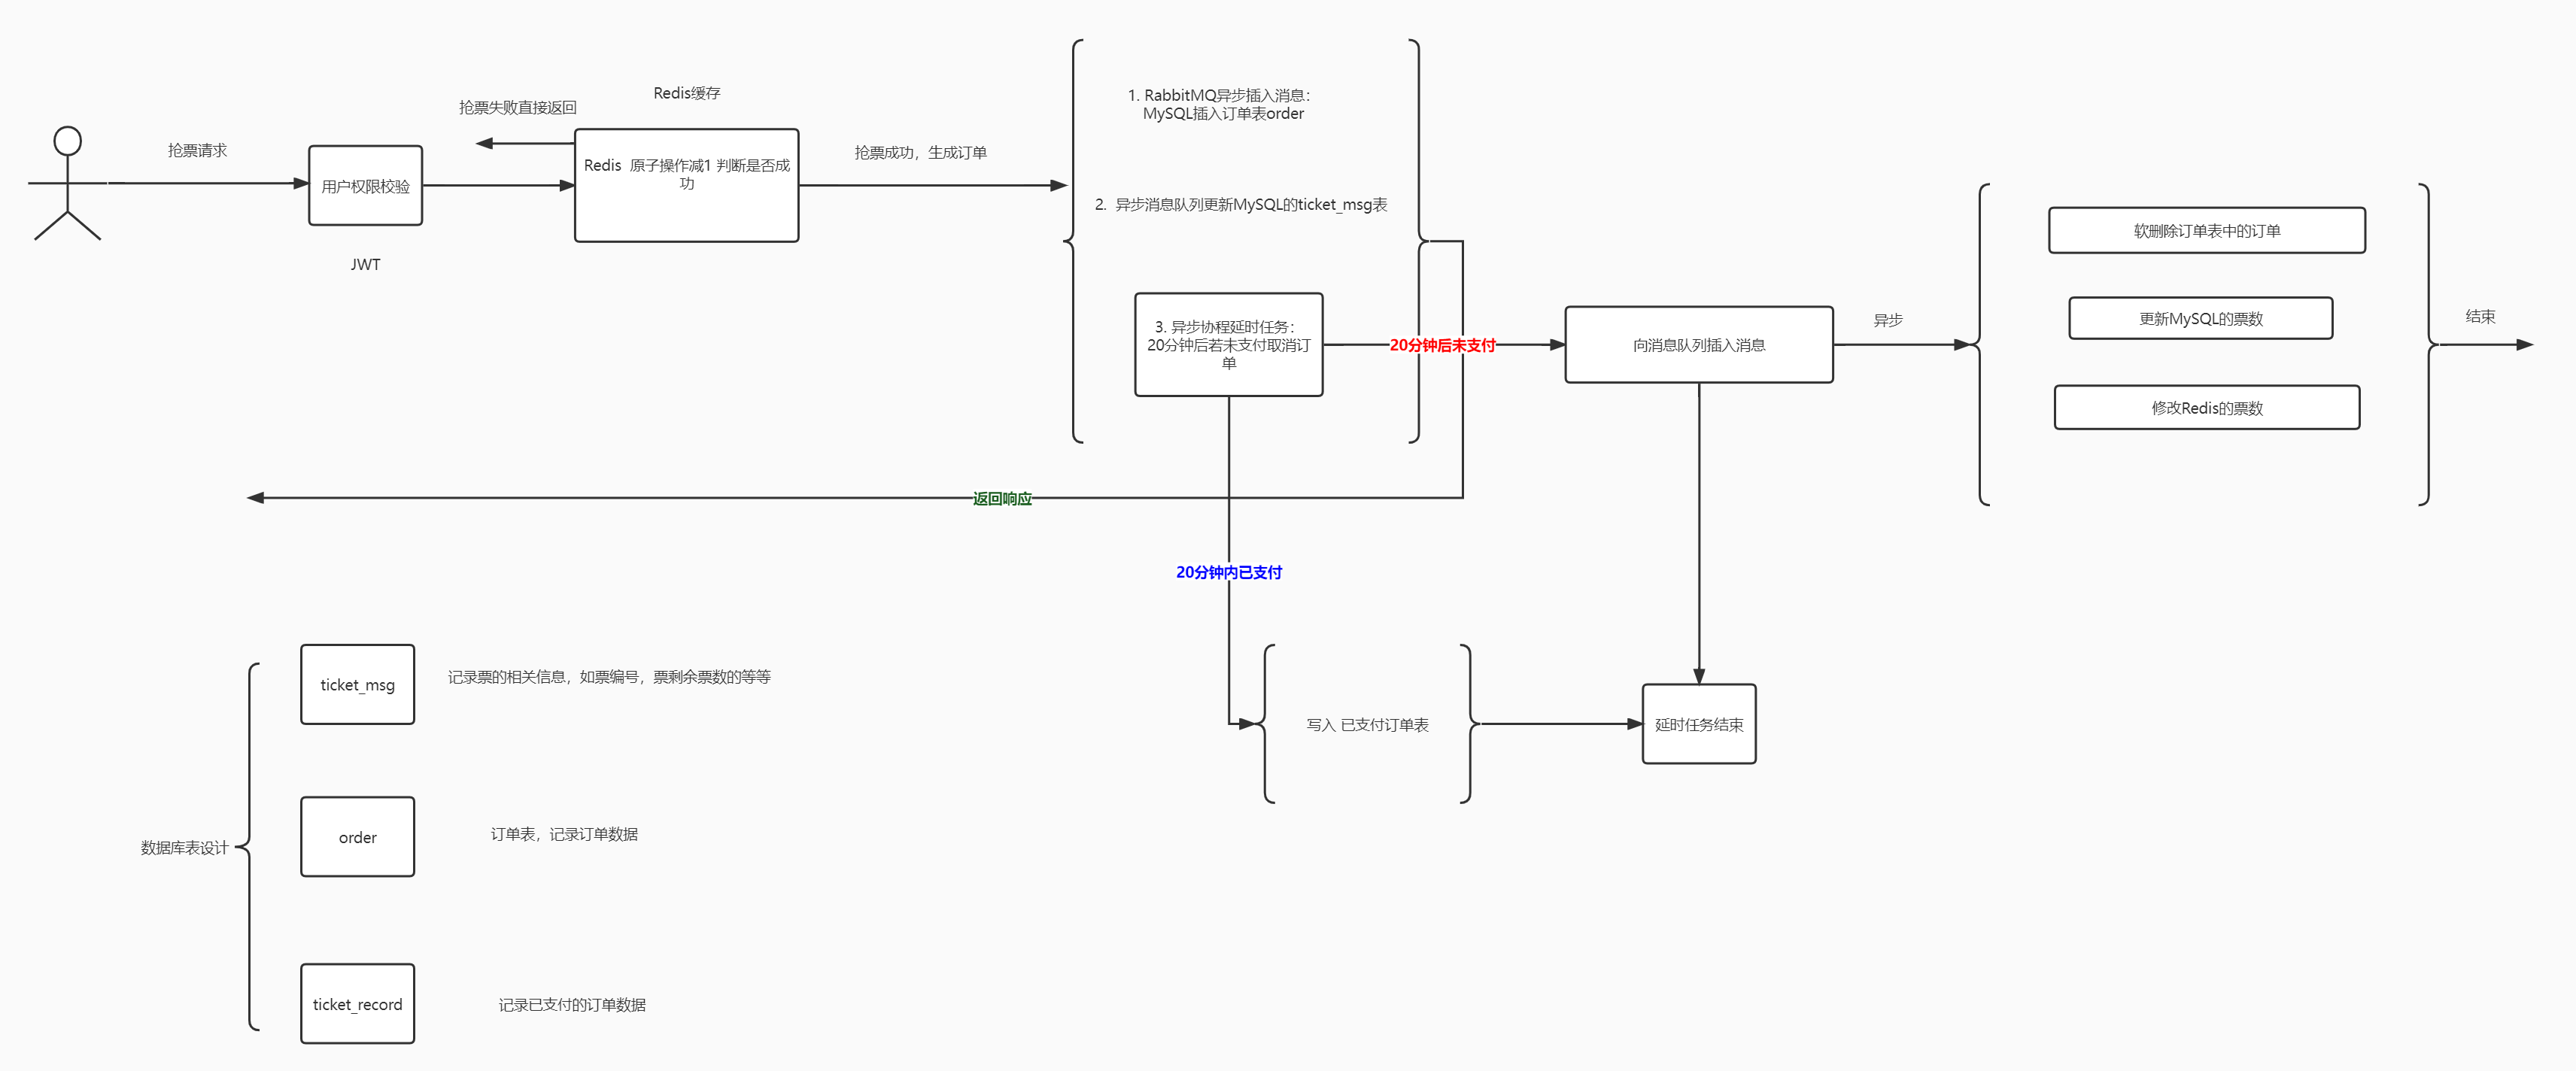 抢票请求
用户权限校验
JWT
抢票失败直接返回
Redis缓存
Redis 原子操作减1 判断是否成
功
抢票成功，生成订单
1. RabbitMQ异步插入消息：
MySQL插入订单表order
2. 异步消息队列更新MySQL的ticket_msg表
3. 异步协程延时任务：
20分钟后若未支付取消订
单
20分钟后未支付
向消息队列插入消息
异步
软删除订单表中的订单
更新MySQL的票数
修改Redis的票数
结束
返回响应
20分钟内已支付
写入 已支付订单表
延时任务结束
数据库表设计
ticket_msg
记录票的相关信息，如票编号，票剩余票数的等等
order
订单表，记录订单数据
ticket_record
记录已支付的订单数据